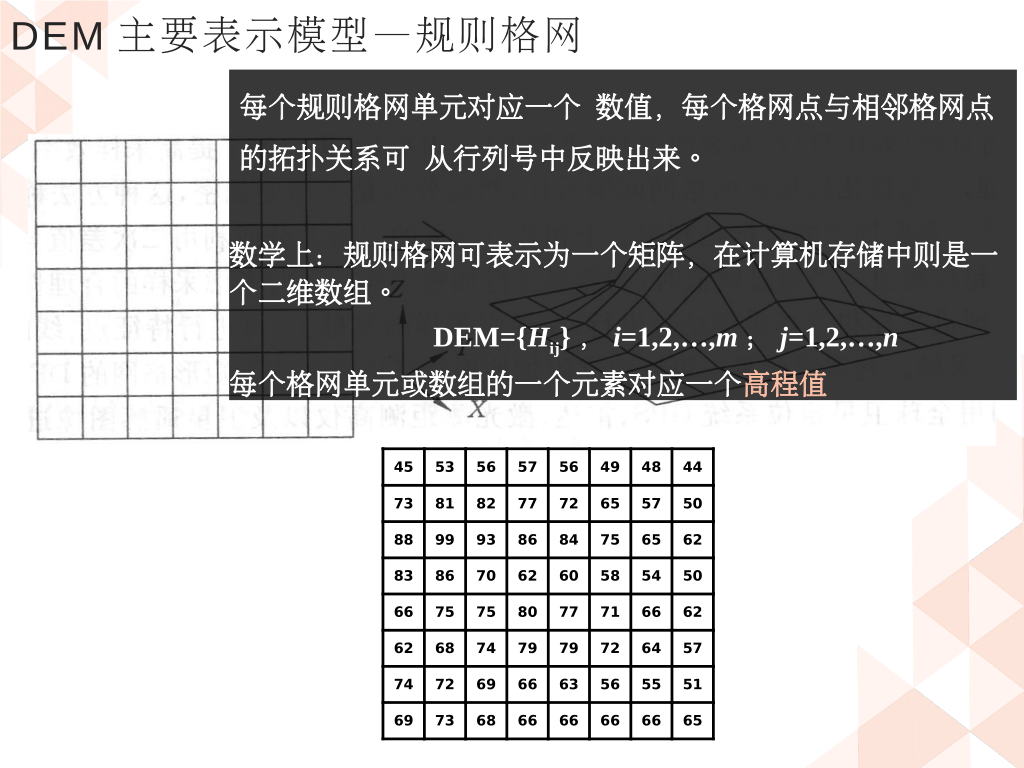 DEM 主要表示模型—规则格网
每个规则格网单元对应一个 数值，每个格网点与相邻格网点
的拓扑关系可 从行列号中反映出来。
数学上：规则格网可表示为一个矩阵，在计算机存储中则是一
个二维数组。
Z
DEM={Hij} ， i=1,2,…,m ； j=1,2,…,n
每个格网单元或数组的一个元素对应一个高程值
X
45 53 56 57 56 49 48 44
73 81 82 77 72 65 57 50
88 99 93 86 84 75 65 62
83 86 70 62 60 58 54 50
66 75 75 80 77 71 66 62
62 68 74 79 79 72 64 57
74 72 69 66 63 56 55 51
69 73 68 66 66 66 66 65